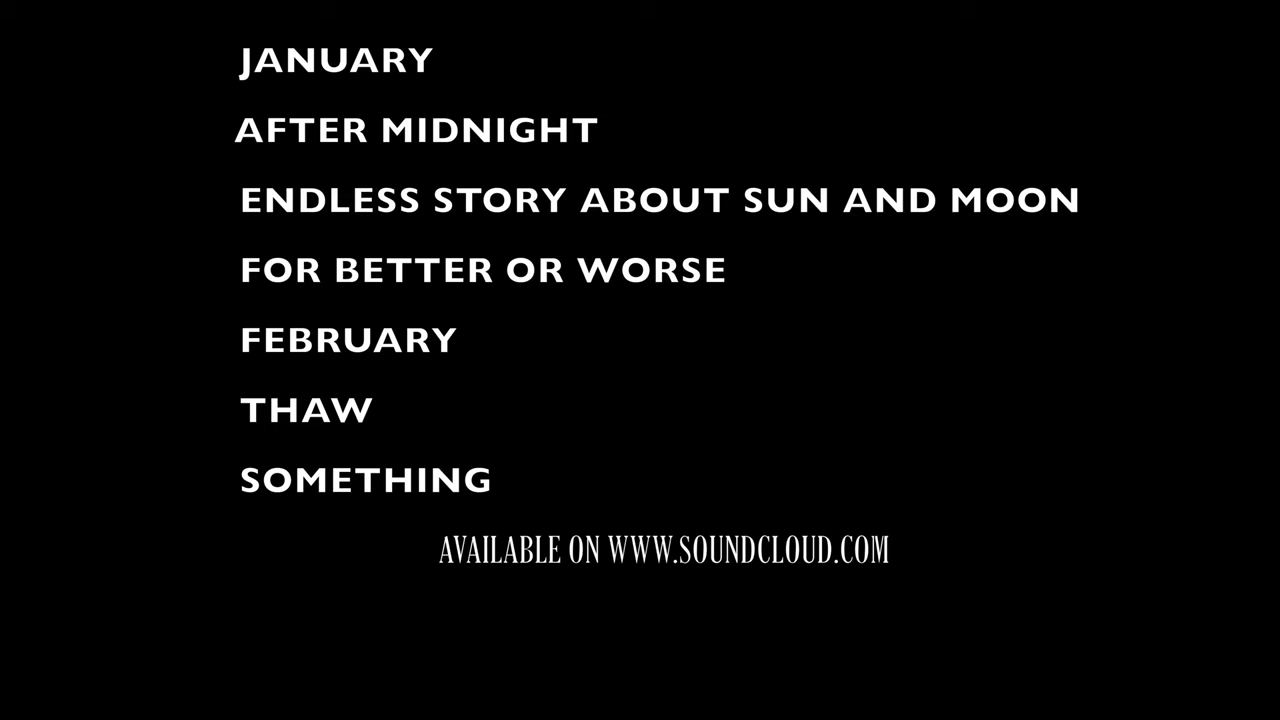 JANUARY
AFTER MIDNIGHT
ENDLESS STORY ABOUT SUN AND MOON
FOR BETTER OR WORSE
FEBRUARY
THAW
SOMETHING
AVAILABLE ON WWW.SOUNDCLOUD.COM